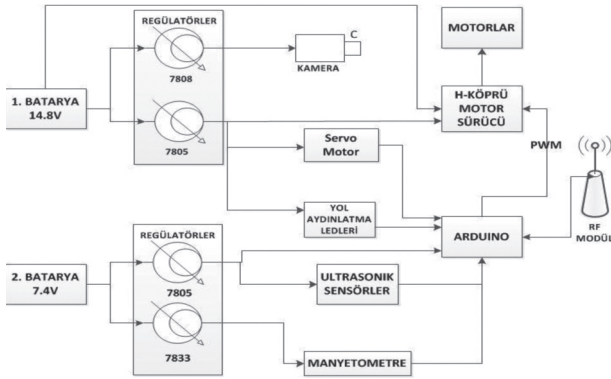 REGÜLATÖRLER
7808
7805
1. BATARYA
14.8V
C
KAMERA
MOTORLAR
H-KÖPRÜ
MOTOR
SÜRÜCÜ
PWM
Servo
Motor
YOL
AYDINLATMA
LEDLERİ
ARDUINO
RF
MODÜL
REGÜLATÖRLER
7805
7833
2. BATARYA
7.4V
ULTRASONIK
SENSÖRLER
MANYETOMETRE